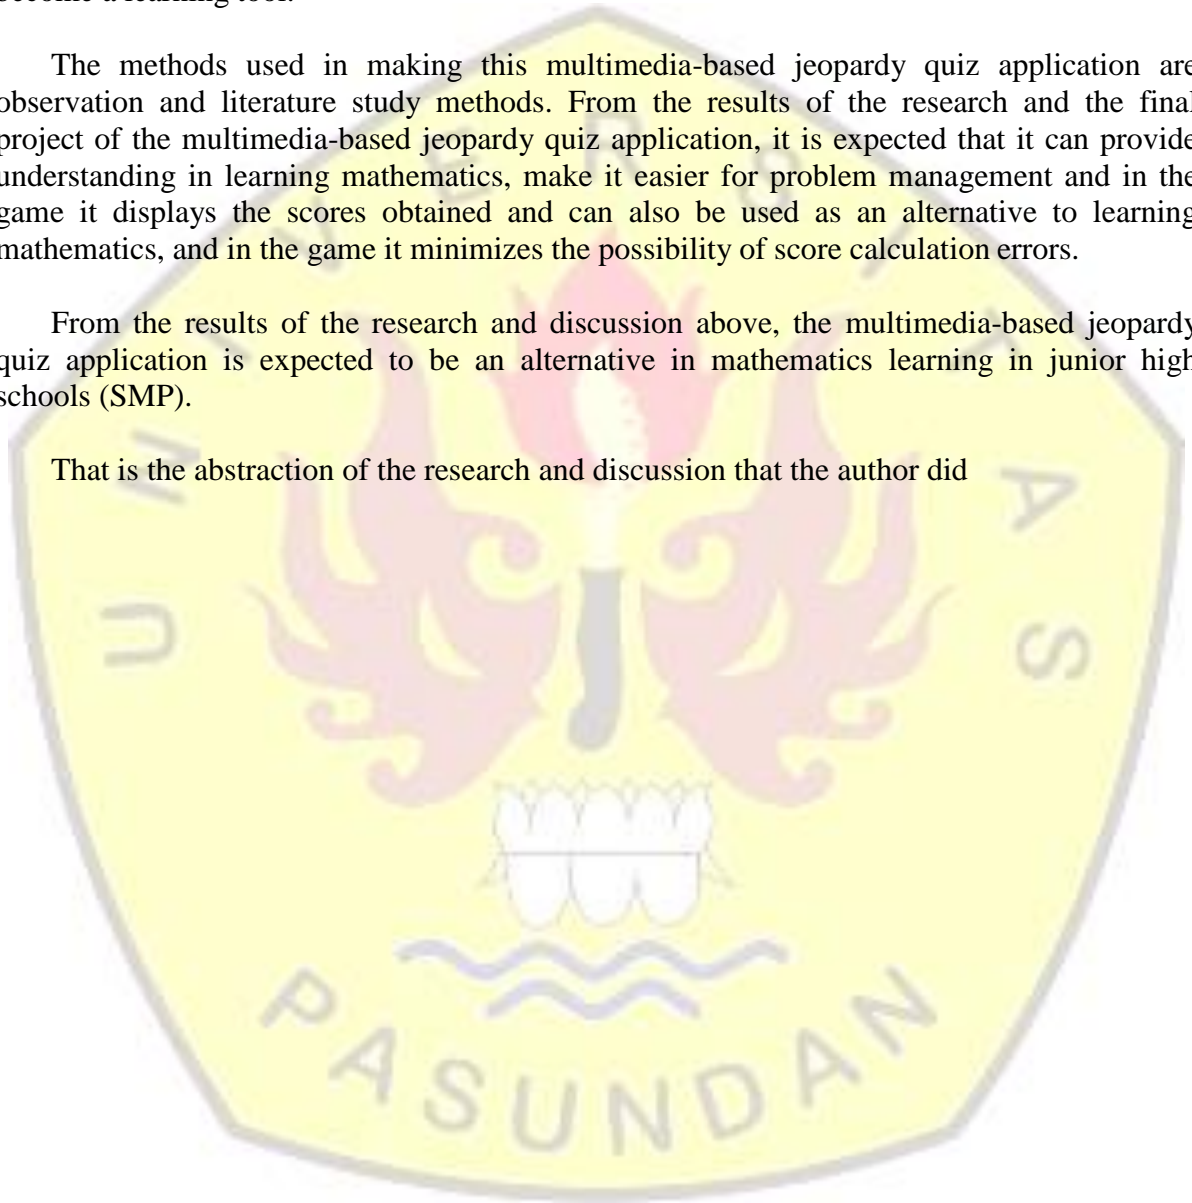 become a learning tool.
The methods used in making this multimedia-based jeopardy quiz application are
observation and literature study methods. From the results of the research and the final
project of the multimedia-based jeopardy quiz application, it is expected that it can provide
understanding in learning mathematics, make it easier for problem management and in the
game it displays the scores obtained and can also be used as an alternative to learning
mathematics, and in the game it minimizes the possibility of score calculation errors.
From the results of the research and discussion above, the multimedia-based jeopardy
quiz application is expected to be an alternative in mathematics learning in junior high
schools (SMP).
That is the abstraction of the research and discussion that the author did
UNIVERSITAS
PASUNDAN